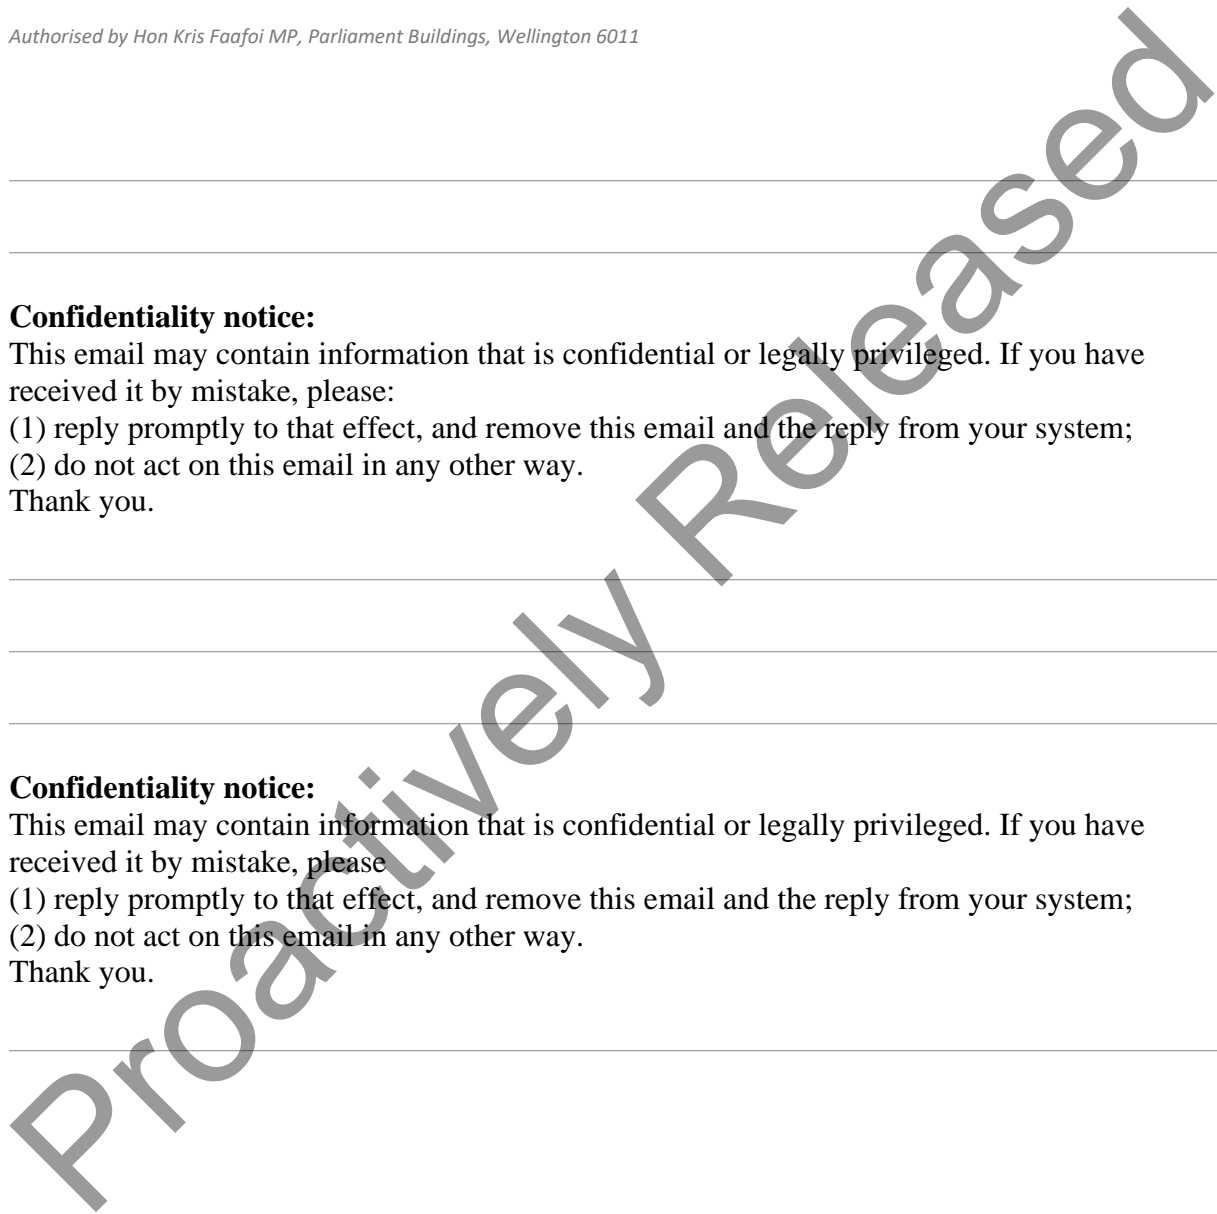 Authorised by Hon Kris Faafoi MP, Parliament Buildings, Wellington 6011
Confidentiality notice:
This email may contain information that is confidential or legally privileged. If you have
received it by mistake, please:
(1) reply promptly to that effect, and remove this email and the reply from your system;
(2) do not act on this email in any other way.
Thank you.
Confidentiality notice:
This email may contain information that is confidential or legally privileged. If you have
received it by mistake, please
(1) reply promptly to that effect, and remove this email and the reply from your system;
(2) do not act on this email in any other way.
Thank you.
Proactively Released